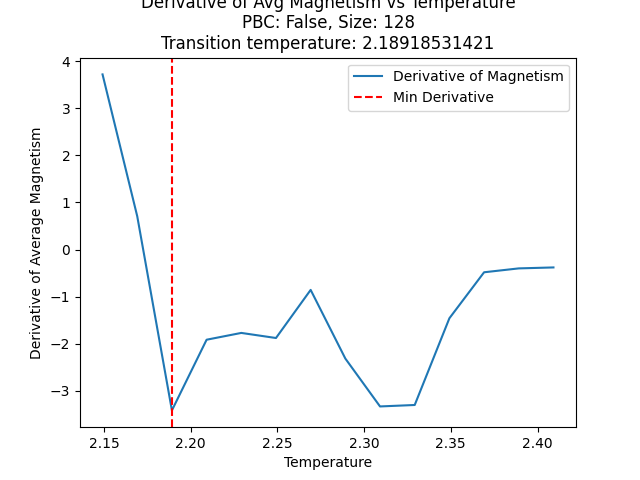 Derivative of Avg Magnetism vs Temperature
PBC: False, Size: 128
Transition temperature: 2.18918531421
Derivative of Magnetism
Min Derivative
Derivative of Average Magnetism
4
3
2
1
0
−1
−2
−3
2.15 2.20 2.25 2.30 2.35 2.40
Temperature